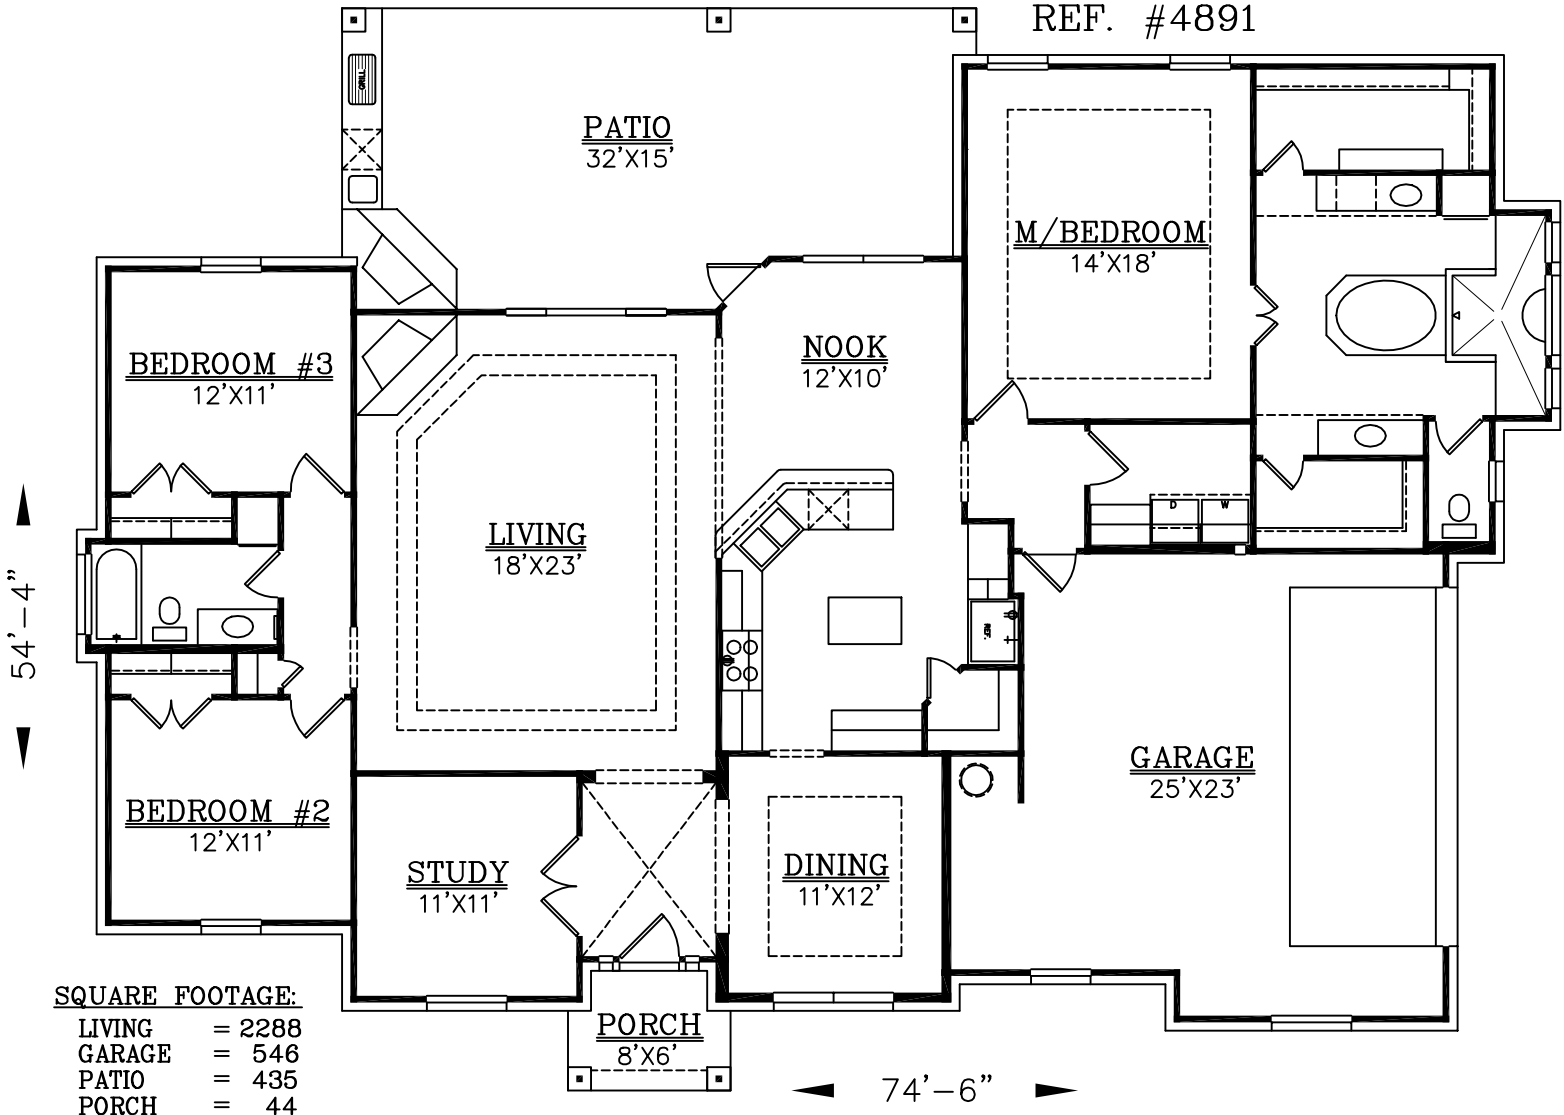 REF. #4891
GRILL
PATIO
32'X15'
M/BEDROOM
14'X18'
NOOK
12'X10'
BEDROOM #3
12'X11'
LIVING
18'X23'
D
W
54'-4"
REF.
GARAGE
25'X23'
BEDROOM #2
12'X11'
STUDY
11'X11'
DINING
11'X12'
PORCH
8'X6'
74'-6"
SQUARE FOOTAGE:
LIVING = 2288
GARAGE = 546
PATIO = 435
PORCH = 44